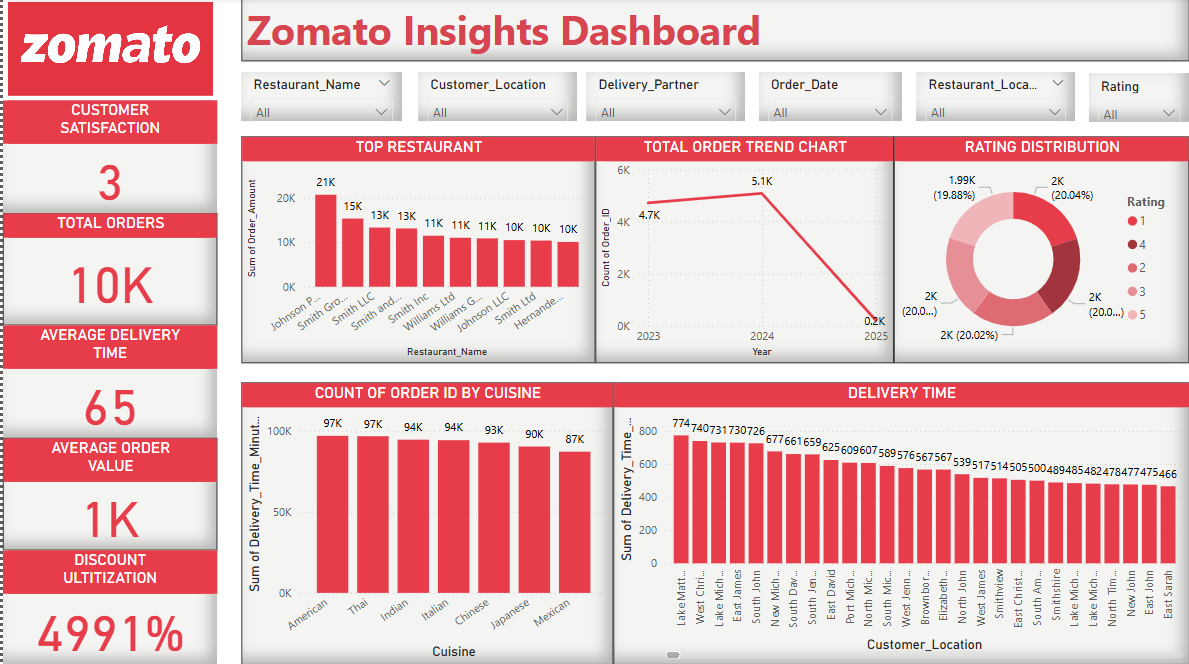 zomato
Zomato Insights Dashboard
Restaurant_Name
All
Customer_Location
All
Delivery_Partner
All
Order_Date
All
Restaurant_Loca...
All
Rating
All
CUSTOMER
SATISFACTION
3
TOTAL ORDERS
10K
AVERAGE DELIVERY
TIME
65
AVERAGE ORDER
VALUE
1K
DISCOUNT
ULTITIZATION
4991%
TOP RESTAURANT
Sum of Order_Amount
20K
10K
0K
21K
15K
13K
13K
11K
11K
11K
10K
10K
10K
Johnson P...
Smith Gro...
Smith LLC
Smith and...
Smith Inc
Williams Ltd
Williams G...
Johnson LLC
Smith Ltd
Hernande...
Restaurant_Name
TOTAL ORDER TREND CHART
Count of Order_ID
6K
4K
2K
0K
4.7K
5.1K
0.2K
2023
2024
2025
Year
RATING DISTRIBUTION
1.99K
(19.88%)
2K
(20.04%)
2K
(20.0...)
2K
(20.0...)
2K (20.02%)
Rating
1
4
2
3
5
COUNT OF ORDER ID BY CUISINE
Sum of Delivery_Time_Minut...
100K
50K
0K
97K
97K
94K
94K
93K
90K
87K
American
Thai
Indian
Italian
Chinese
Japanese
Mexican
Cuisine
DELIVERY TIME
Sum of Delivery_Time_...
800
600
400
200
0
774
740
731
730
726
677
661
659
625
609
607
589
576
567
567
539
517
514
505
500
489
485
482
478
477
475
466
Lake Matt...
West Chri...
Lake Mich...
East James
South John
New Mich...
South Dav...
South Jen...
East David
Port Mich...
North Mic...
South Mic...
West Jenn...
Brownbor...
Elizabeth...
North John
West James
Smithview
East Christ...
South Am...
Smithshire
Lake Mich...
Lake Mich...
North Tim...
New John
East John
East Sarah
Customer_Location